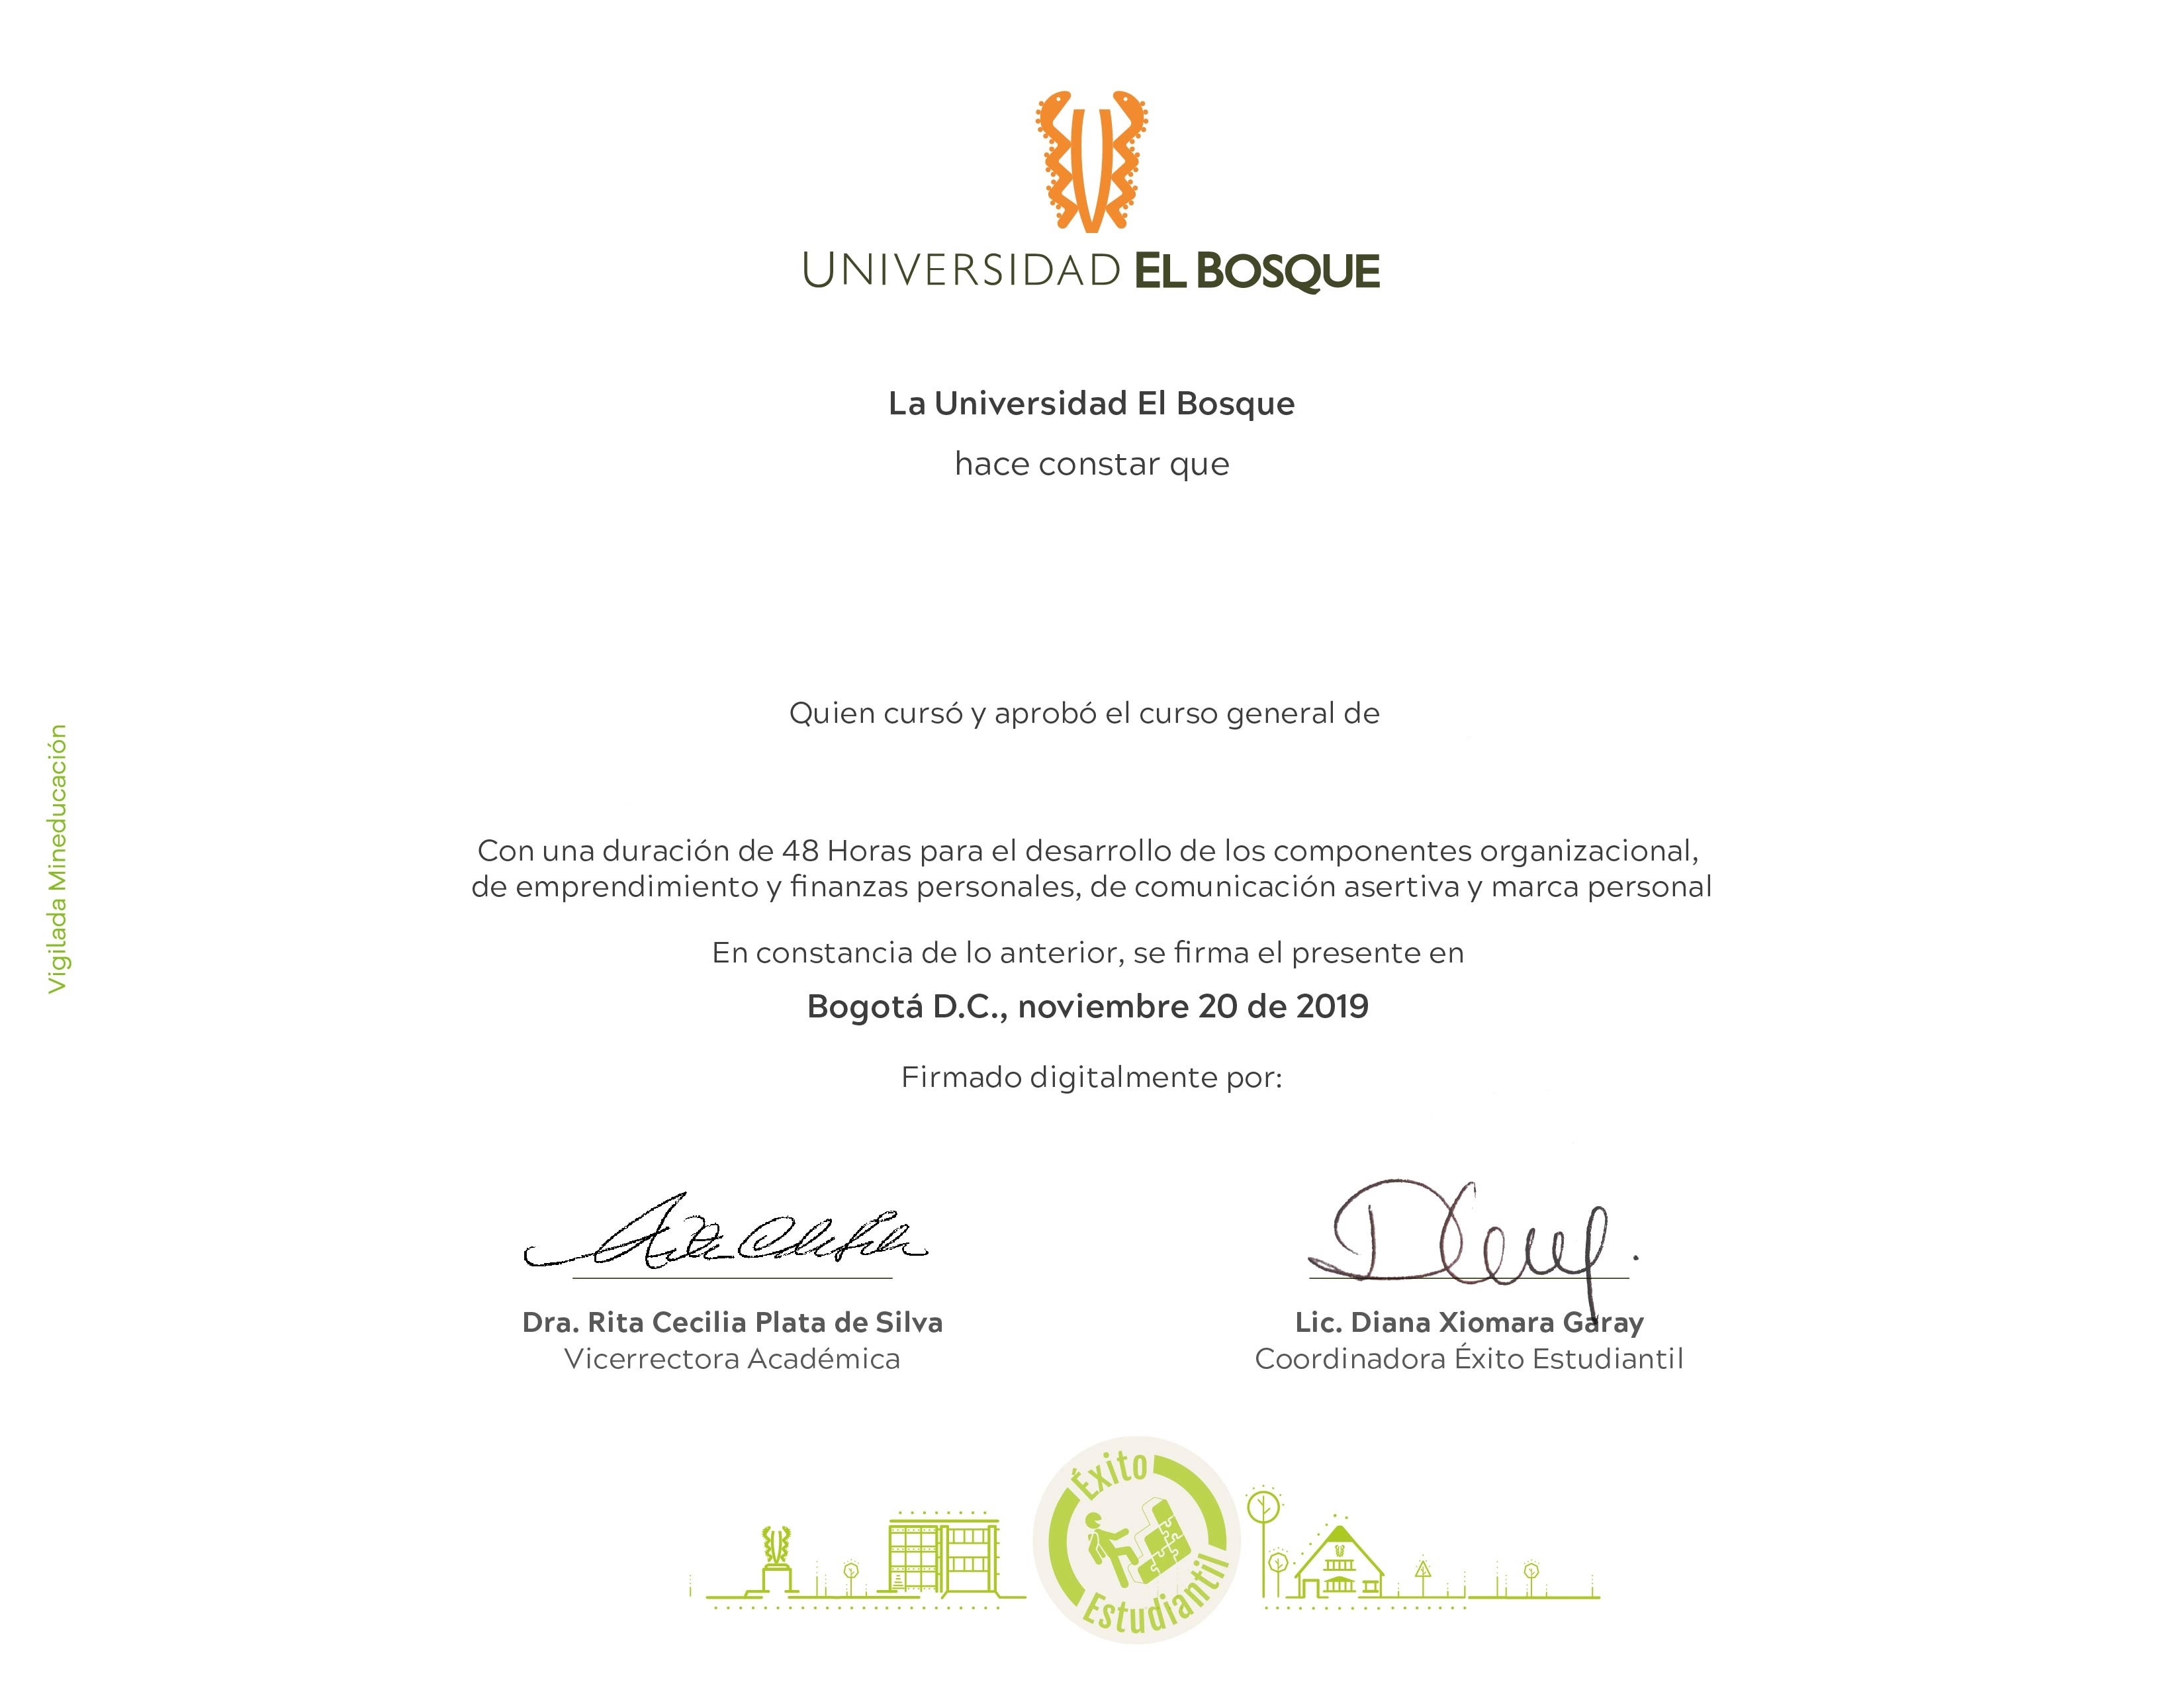 UNIVERSIDAD EL BOSQUE
La Universidad El Bosque
hace constar que
Quien cursó y aprobó el curso general de
Con una duración de 48 Horas para el desarrollo de los componentes organizacional,
de emprendimiento y finanzas personales, de comunicación asertiva y marca personal
En constancia de lo anterior, se firma el presente en
Bogotá D.C., noviembre 20 de 2019
Firmado digitalmente por:
Dra. Rita Cecilia Plata de Silva
Vicerrectora Académica
Lic. Diana Xiomara Garay
Coordinadora Éxito Estudiantil
Éxito
Estudiantil
Vigilada Mineducación